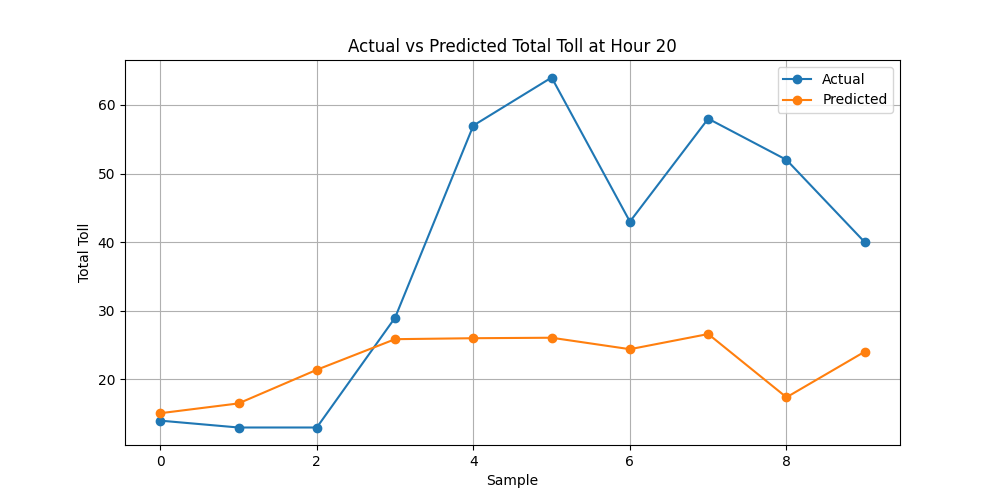 Actual vs Predicted Total Toll at Hour 20
Actual
Predicted
60
50
40
30
20
Total Toll
0 2 4 6 8
Sample